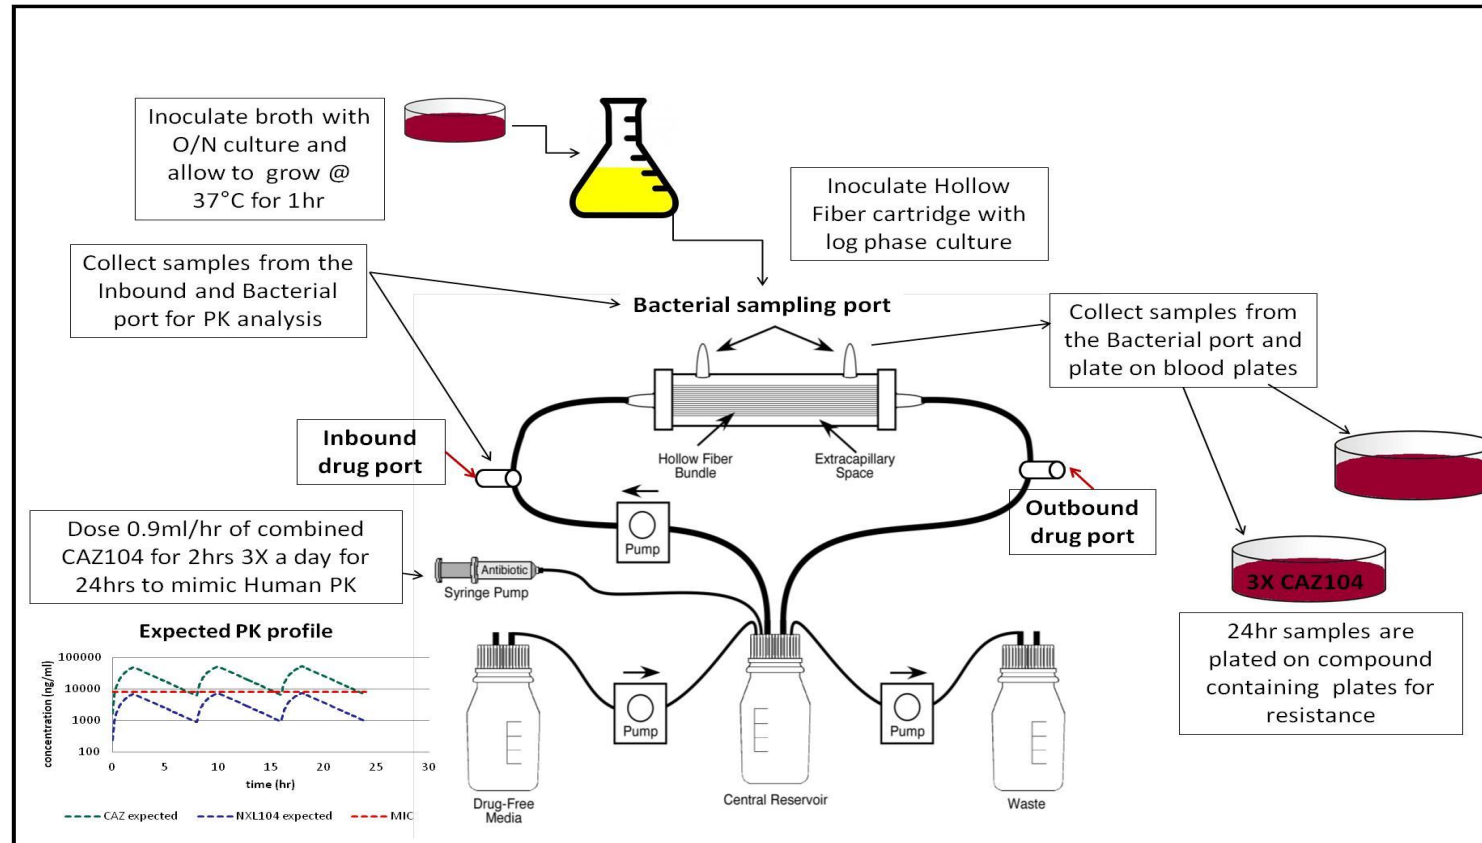 Inoculate broth with
O/N culture and
allow to grow @
37°C for 1hr
Inoculate Hollow
Fiber cartridge with
log phase culture
Collect samples from the
Inbound and Bacterial
port for PK analysis
Bacterial sampling port
Collect samples from
the Bacterial port and
plate on blood plates
Hollow Fiber
Bundle
Extracapillary
Space
Inbound
drug port
Outbound
drug port
Pump
Dose 0.9ml/hr of combined
CAZ104 for 2hrs 3X a day for
24hrs to mimic Human PK
Antibiotic
Syringe Pump
3X CAZ104
24hr samples are
plated on compound
containing plates for
resistance
Expected PK profile
concentration (ng/ml)
100000
10000
1000
100
0 5 10 15 20 25 30
time (hr)
CAZ expected NXL104 expected MIC
Pump
Pump
Drug-Free
Media
Central Reservoir
Waste